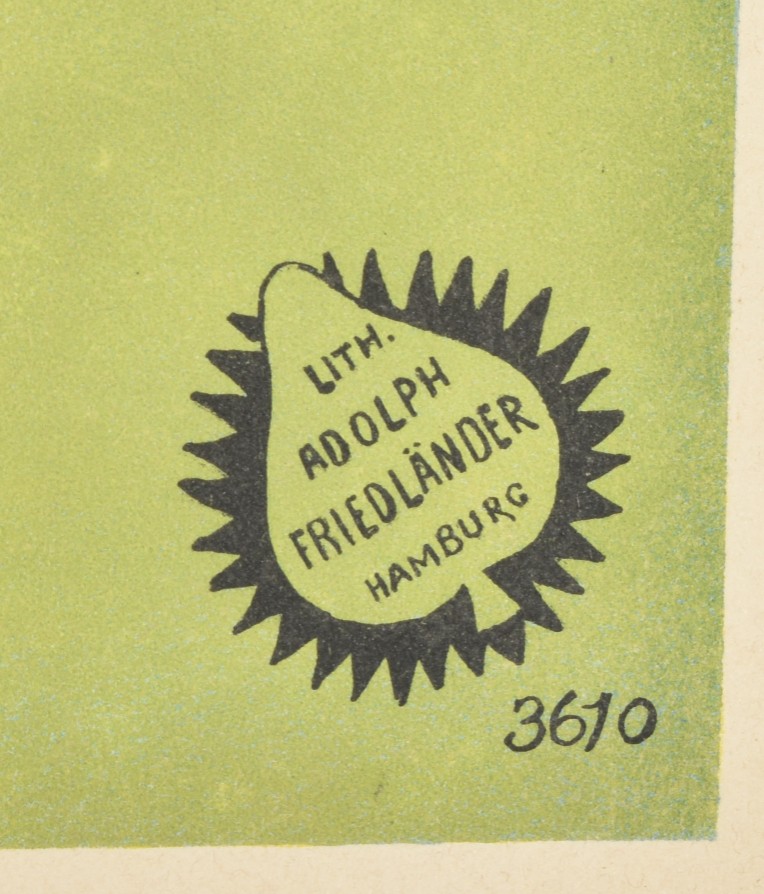 LITH.
ADOLPH
FRIEDLÄNDER
HAMBURG
3610